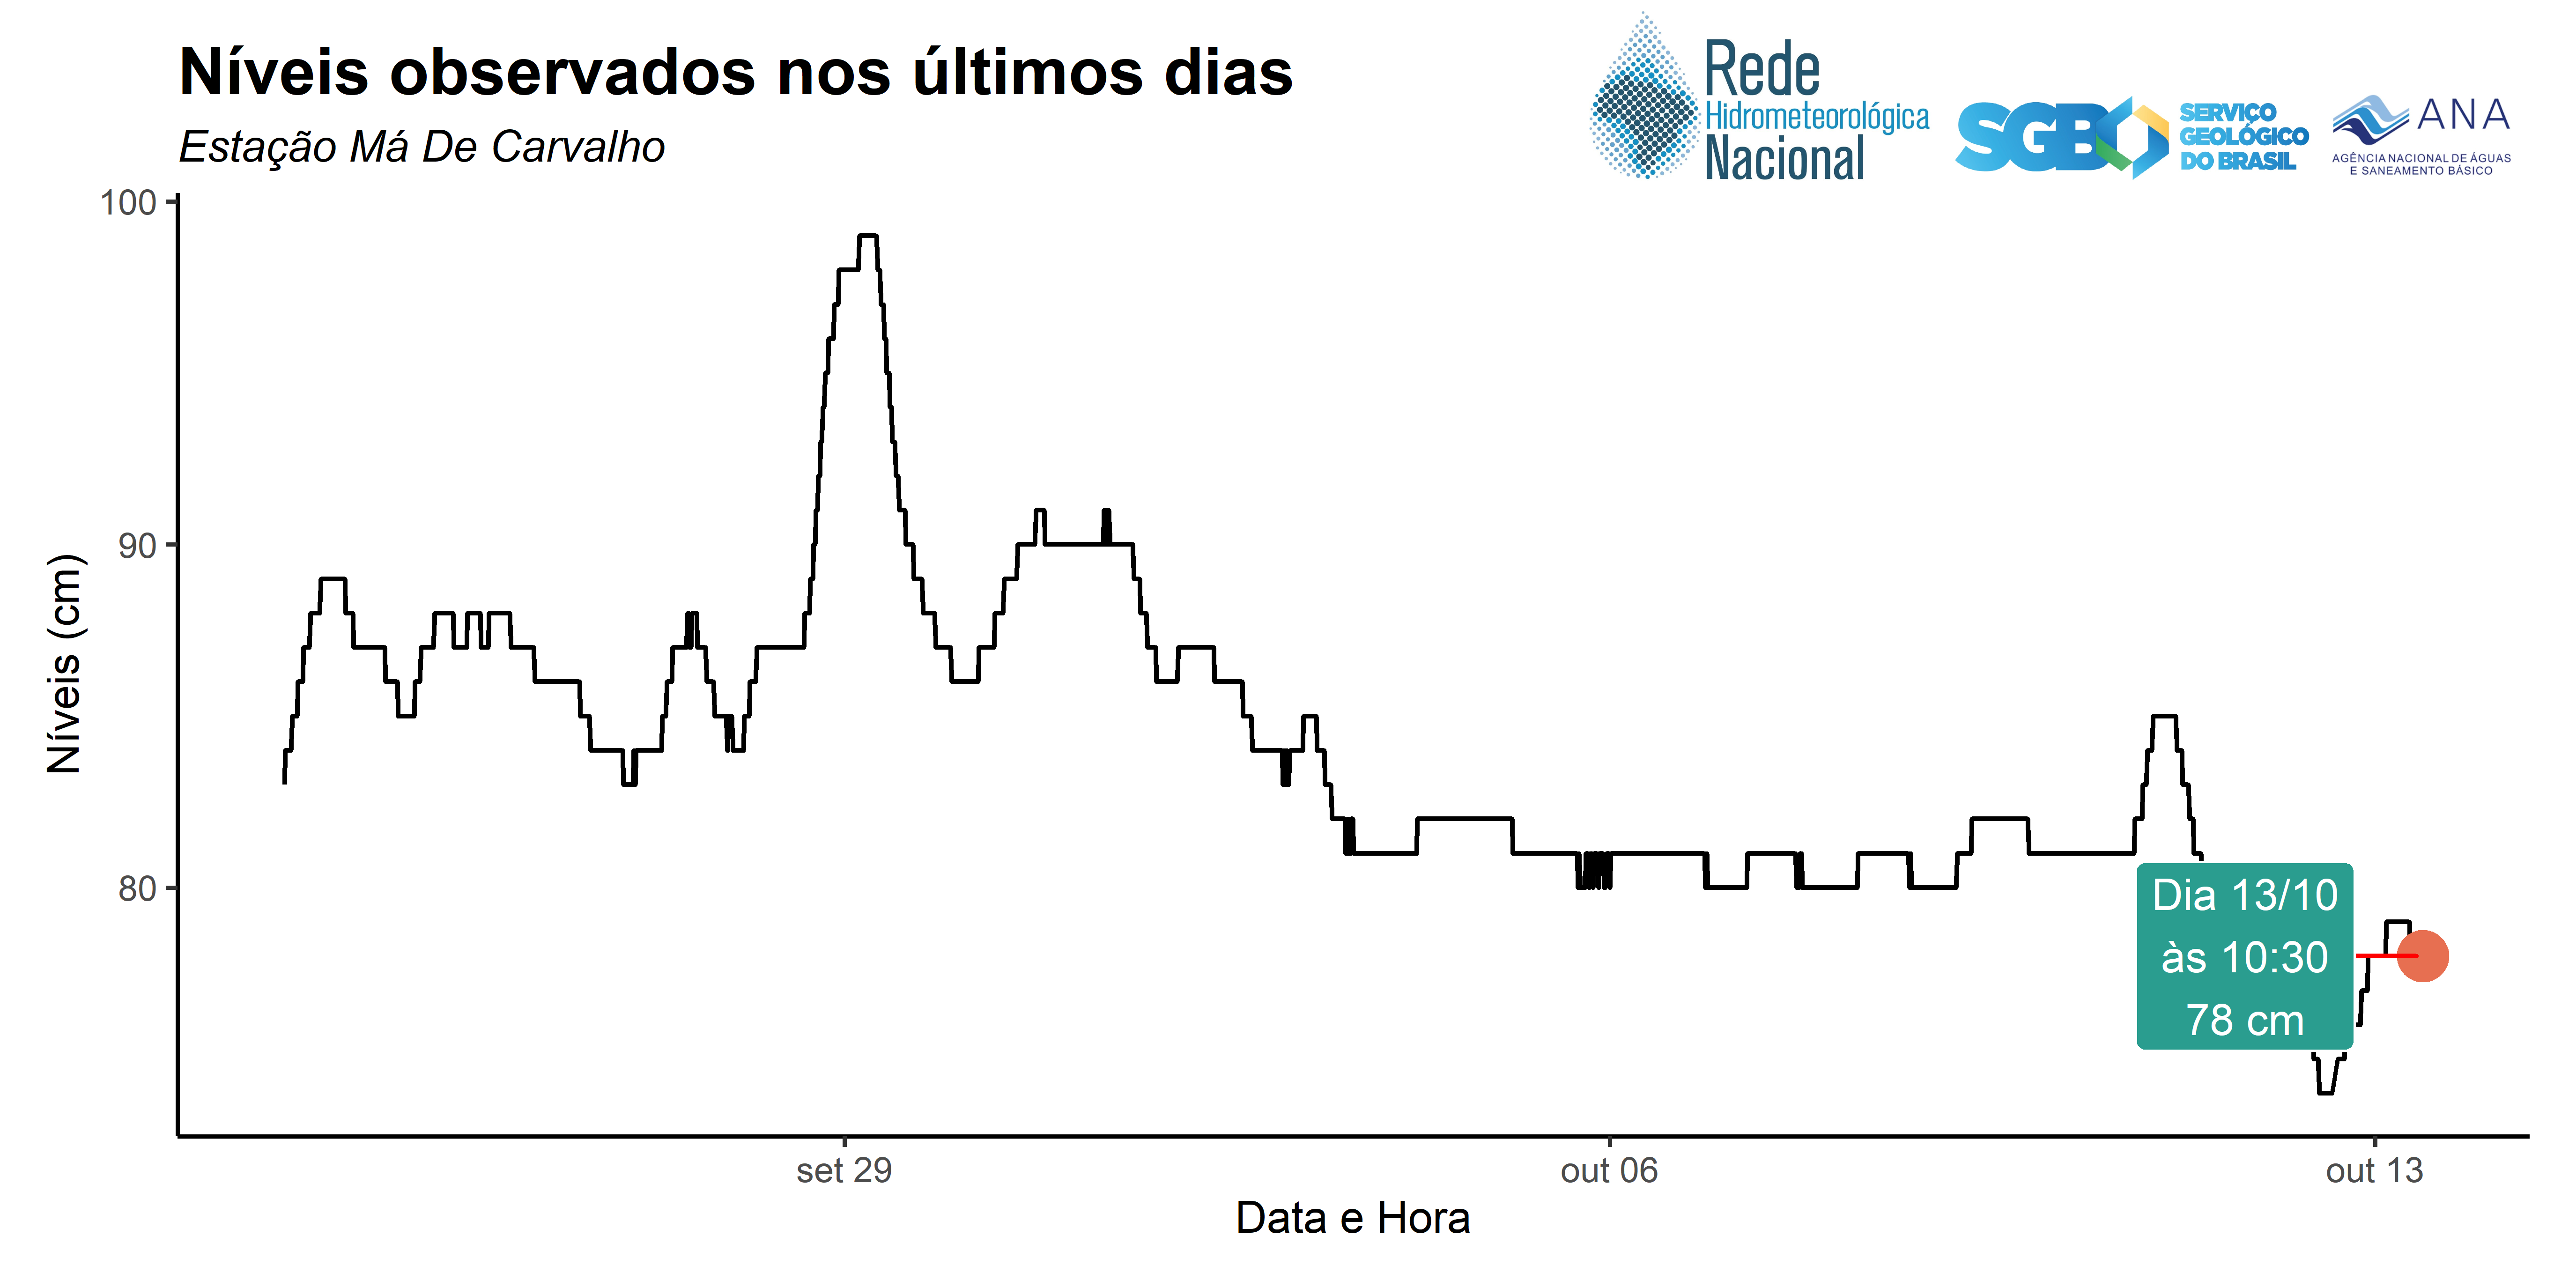 Níveis observados nos últimos dias
Estação Má De Carvalho
Rede
Hidrometeorológica
Nacional
SGB
SERVIÇO
GEOLÓGICO
DO BRASIL
ANA
AGÊNCIA NACIONAL DE ÁGUAS
E SANEAMENTO BÁSICO
100
90
80
Níveis (cm)
Dia 13/10
às 10:30
78 cm
set 29
out 06
out 13
Data e Hora